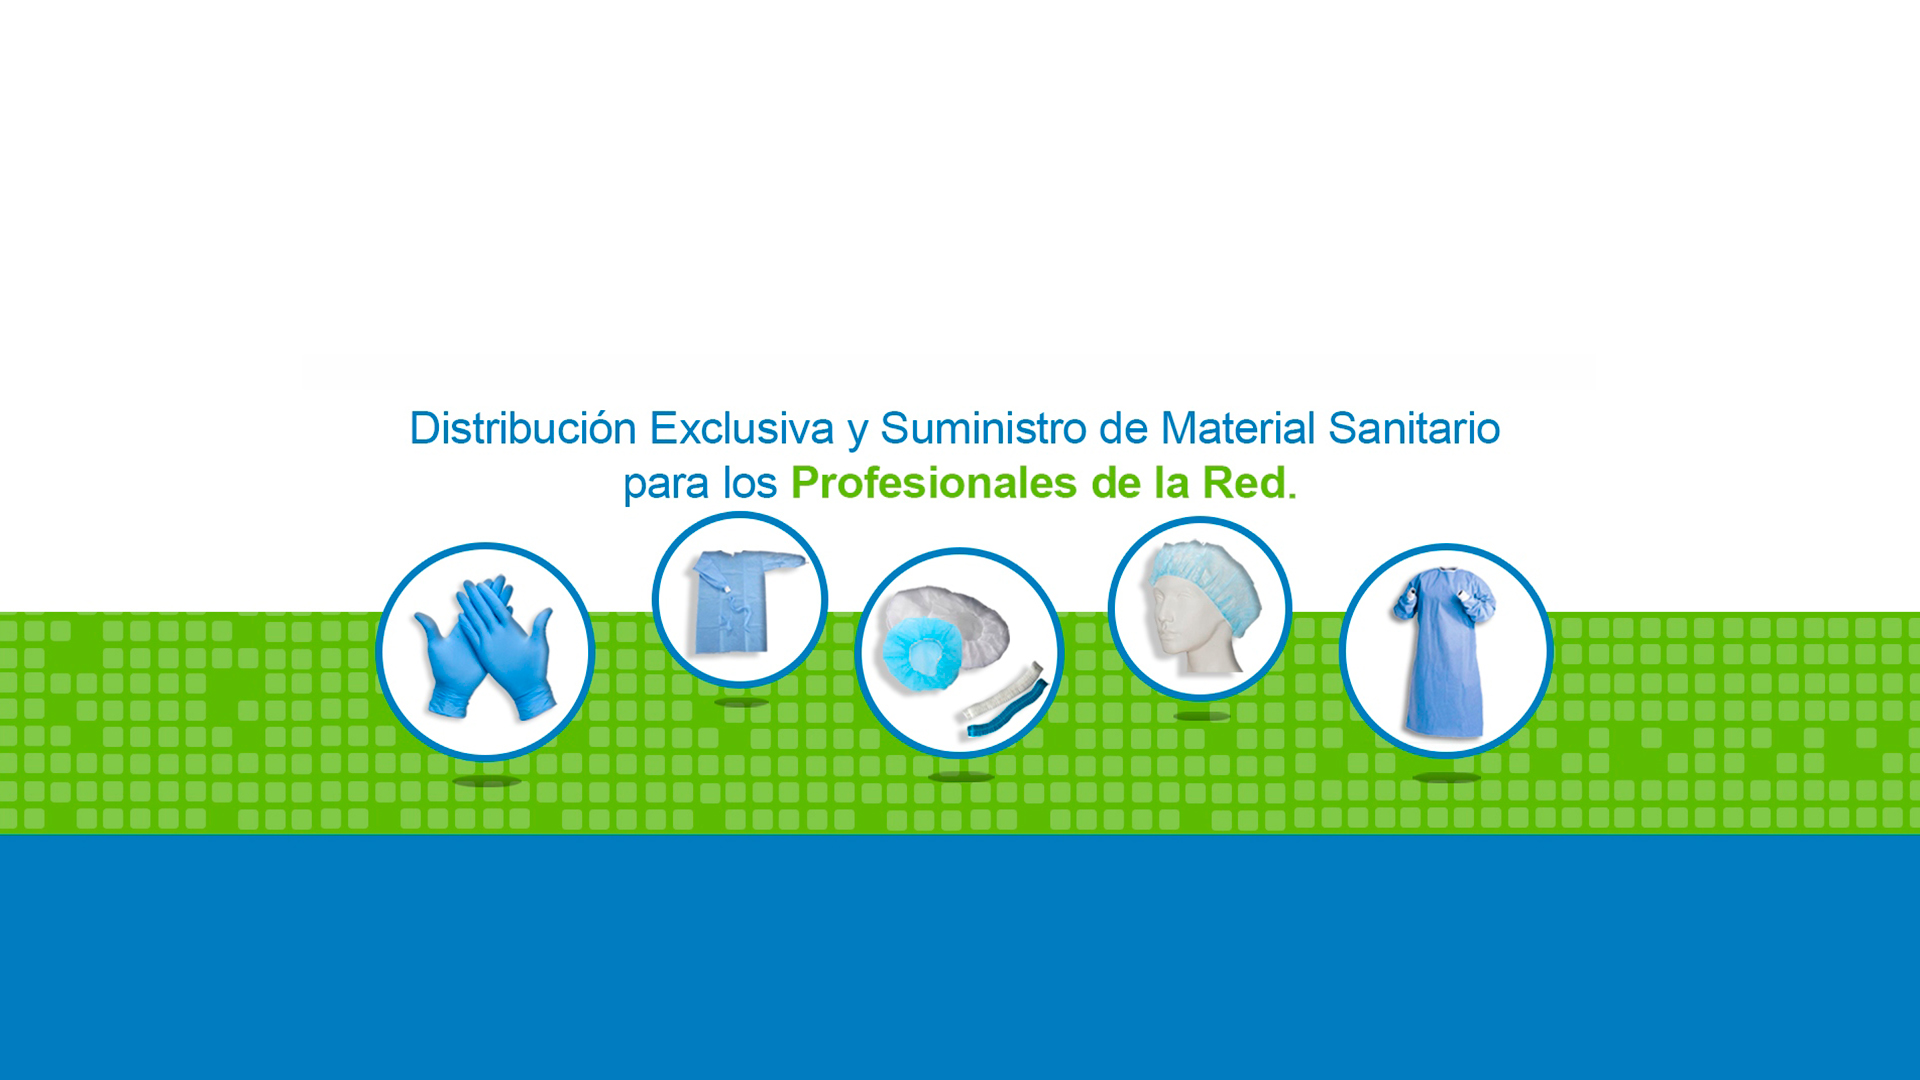 Distribución Exclusiva y Suministro de Material Sanitario
para los Profesionales de la Red.